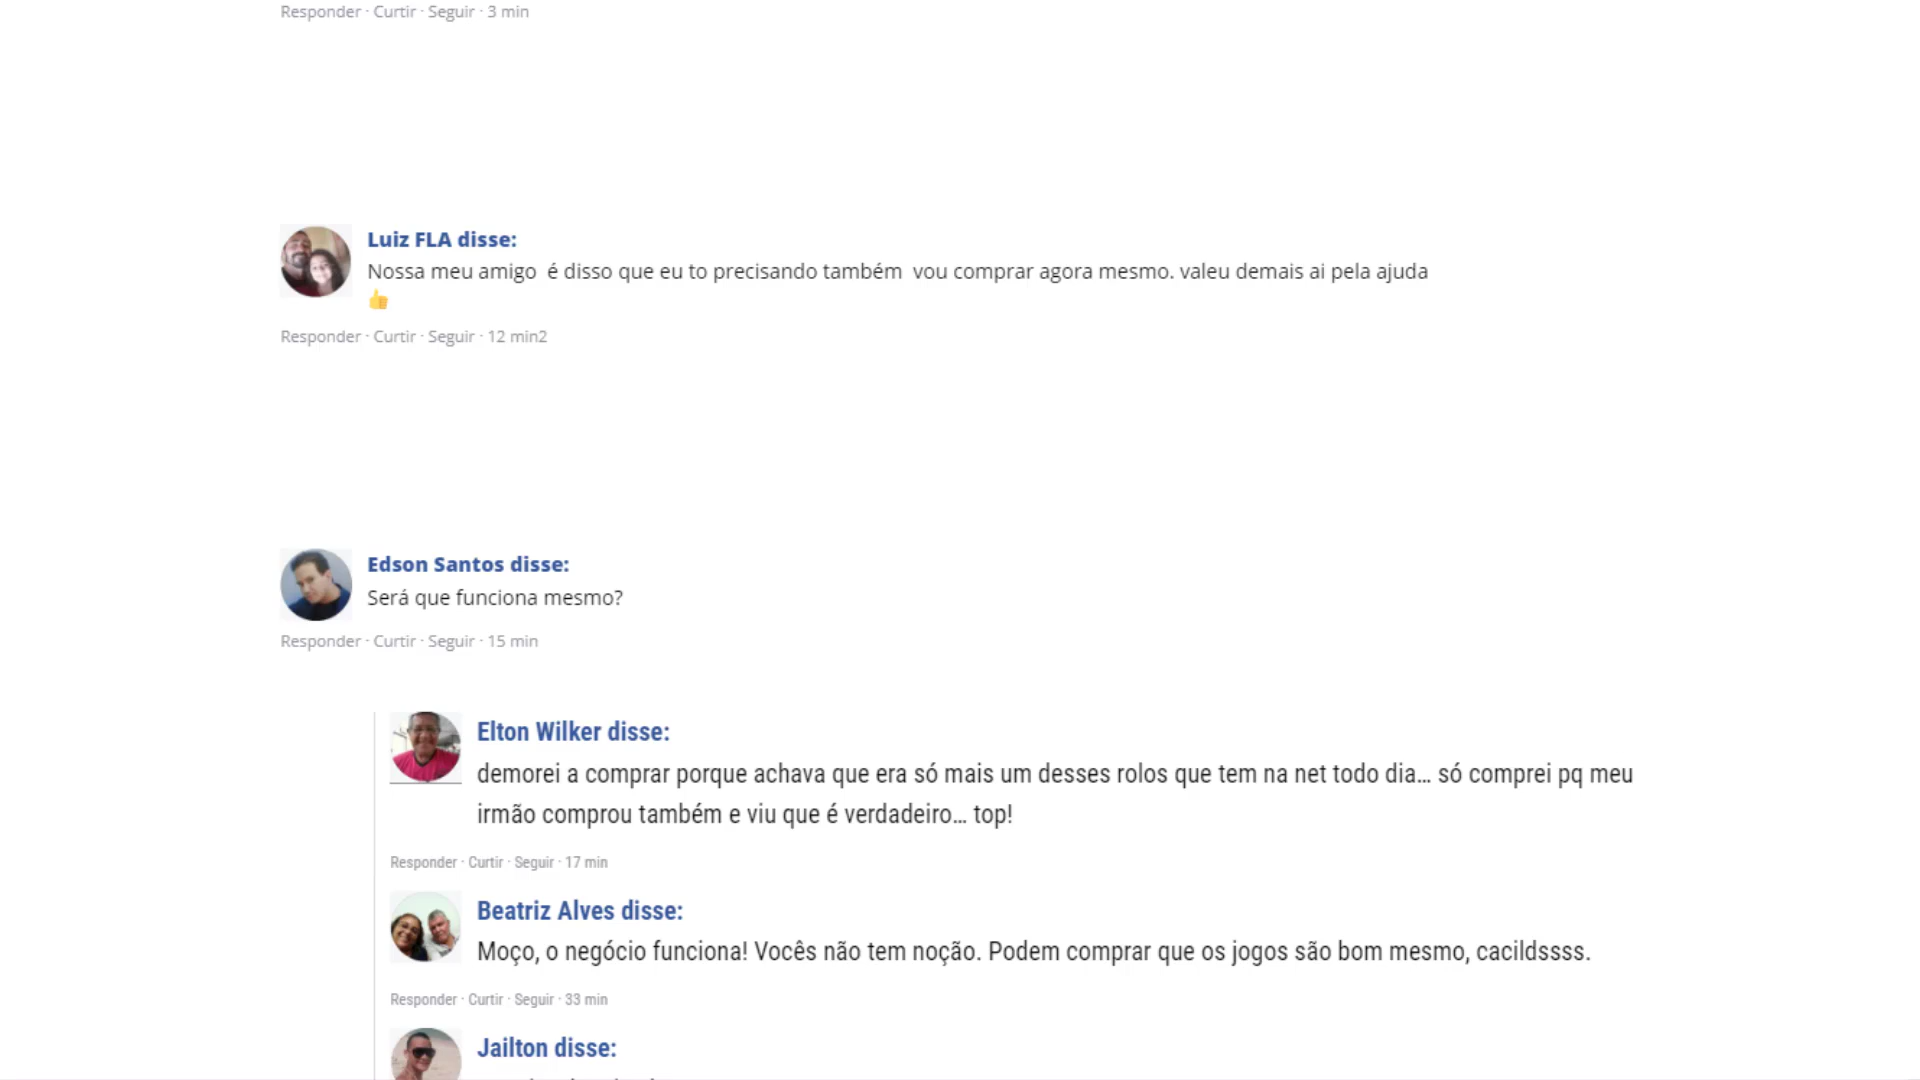 Responder · Curtir · Seguir · 3 min
Luiz FLA disse:
Nossa meu amigo é disso que eu to precisando também vou comprar agora mesmo. valeu demais ai pela ajuda
👍
Responder · Curtir · Seguir · 12 min2
Edson Santos disse:
Será que funciona mesmo?
Responder · Curtir · Seguir · 15 min
Elton Wilker disse:
demorei a comprar porque achava que era só mais um desses rolos que tem na net todo dia... só comprei pq meu
irmão comprou também e viu que é verdadeiro... top!
Responder · Curtir · Seguir · 17 min
Beatriz Alves disse:
Moço, o negócio funciona! Vocês não tem noção. Podem comprar que os jogos são bom mesmo, cacildssss.
Responder · Curtir · Seguir · 33 min
Jailton disse: